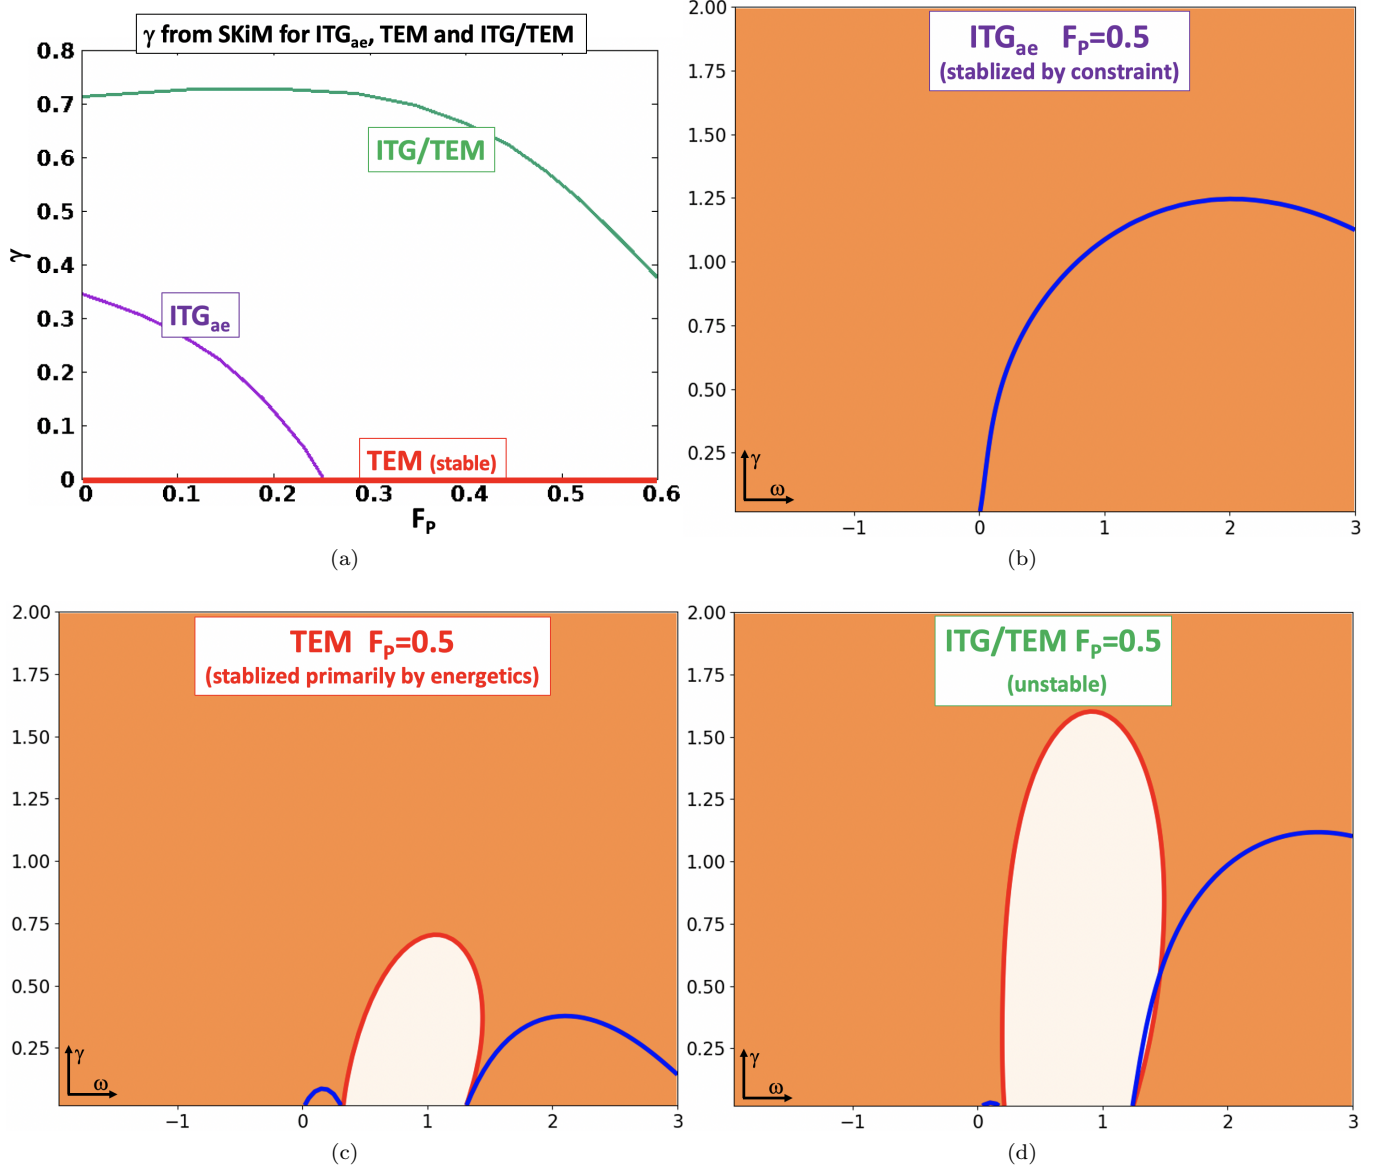 γ from SKiM for ITGae, TEM and ITG/TEM
0.8
0.7
0.6
0.5
0.4
0.3
0.2
0.1
0
γ
ITG/TEM
ITGae
TEM (stable)
0 0.1 0.2 0.3 0.4 0.5 0.6
FP
(a)
2.00
1.75
1.50
1.25
1.00
0.75
0.50
0.25
ITGae FP=0.5
(stablized by constraint)
γ
ω
−1 0 1 2 3
(b)
2.00
1.75
1.50
1.25
1.00
0.75
0.50
0.25
TEM FP=0.5
(stablized primarily by energetics)
γ
ω
−1 0 1 2 3
(c)
2.00
1.75
1.50
1.25
1.00
0.75
0.50
0.25
ITG/TEM FP=0.5
(unstable)
γ
ω
−1 0 1 2 3
(d)